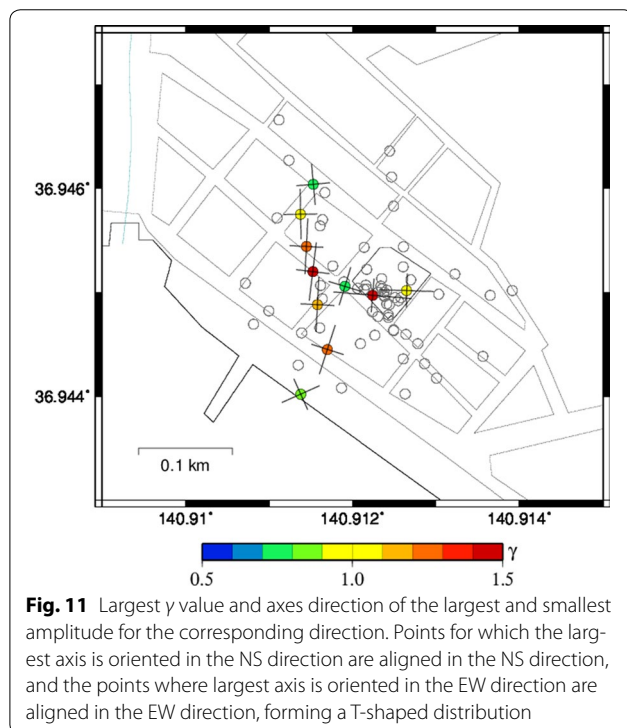 36.946°
36.944°
0.1 km
140.91°
140.912°
140.914°
γ
0.5
1.0
1.5
Fig. 11 Largest γ value and axes direction of the largest and smallest
amplitude for the corresponding direction. Points for which the larg-
est axis is oriented in the NS direction are aligned in the NS direction,
and the points where largest axis is oriented in the EW direction are
aligned in the EW direction, forming a T-shaped distribution